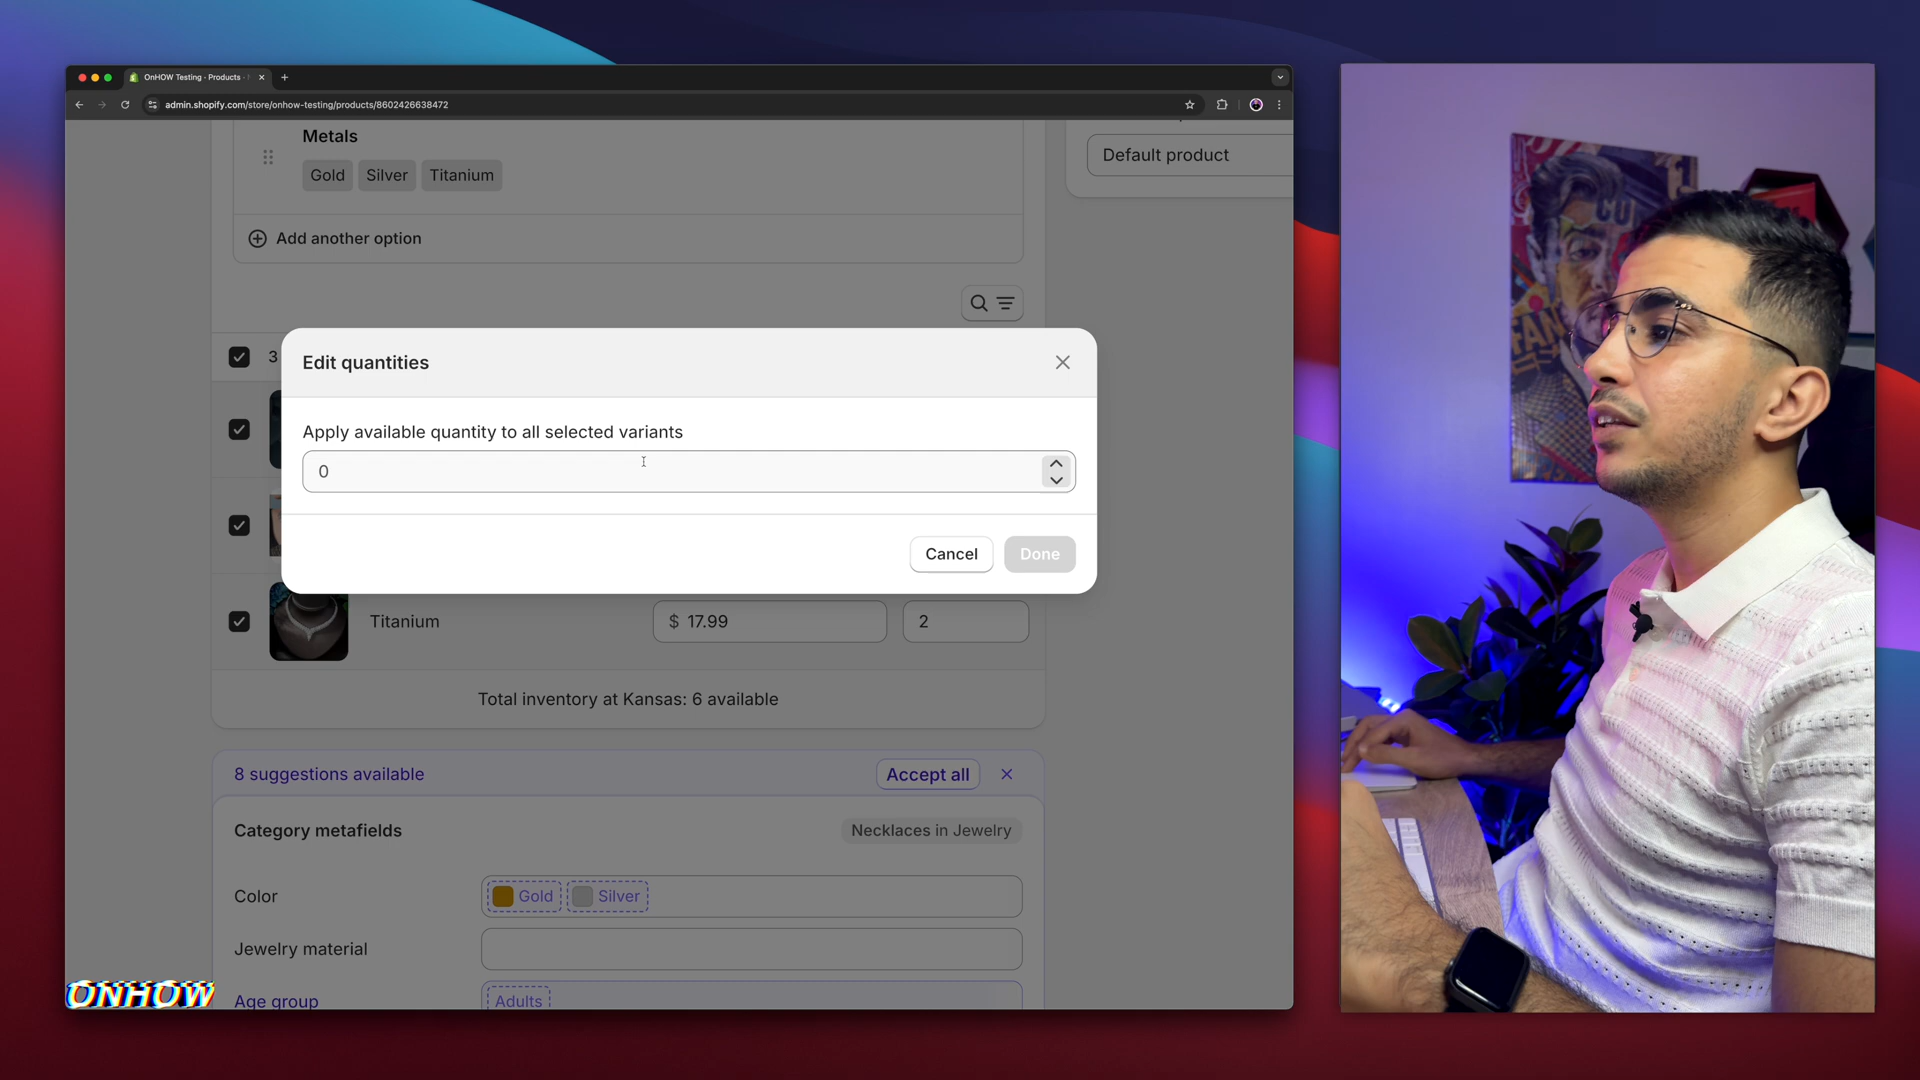 OnHOW Testing · Products ·
admin.shopify.com/store/onhow-testing/products/8602426638472
Metals
Gold Silver Titanium
Add another option
Default product
3
Edit quantities
Apply available quantity to all selected variants
0
Cancel Done
Titanium $ 17.99 2
Total inventory at Kansas: 6 available
8 suggestions available Accept all
Category metafields Necklaces in Jewelry
Color Gold Silver
Jewelry material
Age group Adults
ONHOW